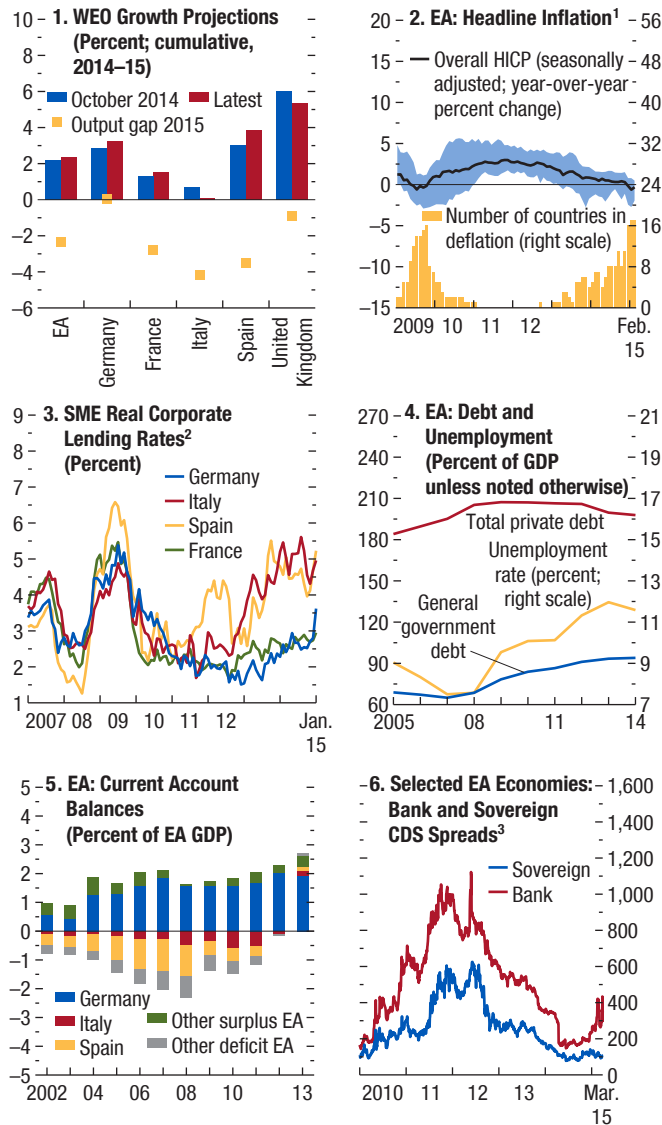 1. WEO Growth Projections
(Percent; cumulative,
2014–15)
October 2014
Latest
Output gap 2015
10
8
6
4
2
0
–2
–4
–6
EA
Germany
France
Italy
Spain
United
Kingdom
2. EA: Headline Inflation¹
Overall HICP (seasonally
adjusted; year-over-year
percent change)
Number of countries in
deflation (right scale)
20
15
10
5
0
–5
–10
–15
56
48
40
32
24
16
8
0
2009 10 11 12 Feb.
15
3. SME Real Corporate
Lending Rates²
(Percent)
Germany
Italy
Spain
France
9
8
7
6
5
4
3
2
1
2007 08 09 10 11 12 Jan.
15
4. EA: Debt and
Unemployment
(Percent of GDP
unless noted otherwise)
Total private debt
Unemployment
rate (percent;
right scale)
General
government
debt
270
240
210
180
150
120
90
60
21
19
17
15
13
11
9
7
2005 08 11 14
5. EA: Current Account
Balances
(Percent of EA GDP)
Germany
Italy
Spain
Other surplus EA
Other deficit EA
5
4
3
2
1
0
–1
–2
–3
–4
–5
2002 04 06 08 10 13
6. Selected EA Economies:
Bank and Sovereign
CDS Spreads³
Sovereign
Bank
1,600
1,400
1,200
1,000
800
600
400
200
0
2010 11 12 13 Mar.
15